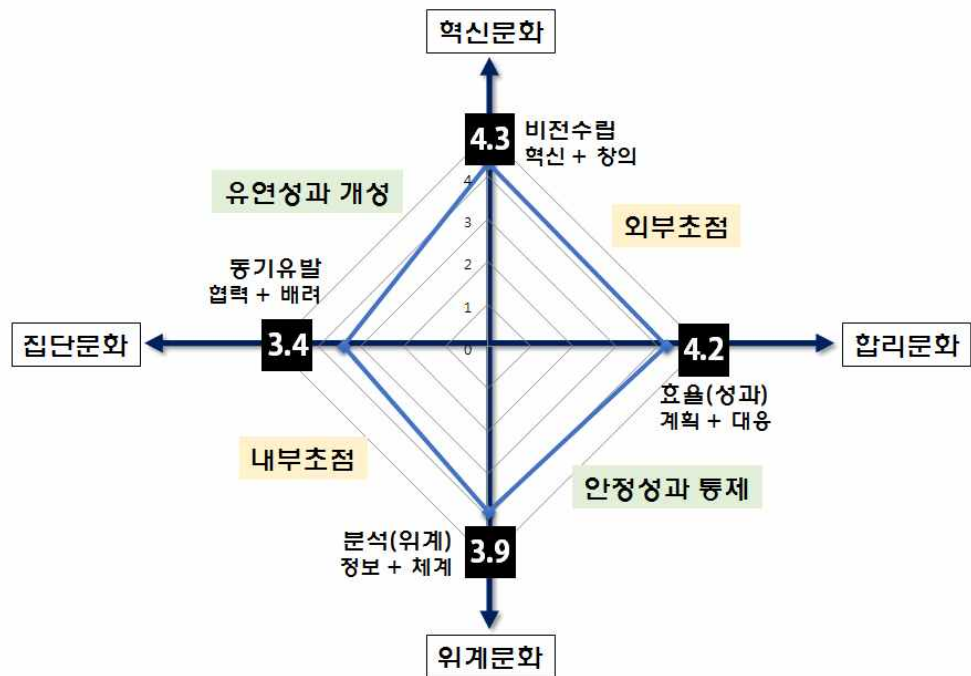 혁신문화
4.3
비전수립
혁신 + 창의
유연성과 개성
4
외부초점
3
동기유발
협력 + 배려
2
1
집단문화
3.4
0
4.2
합리문화
효율(성과)
계획 + 대응
내부초점
안정성과 통제
분석(위계)
정보 + 체계
3.9
위계문화